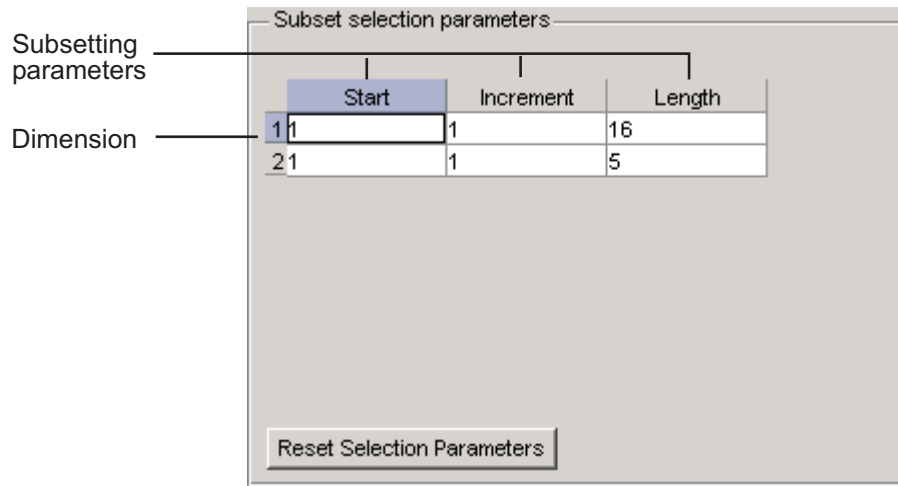 Subset selection parameters
Subsetting
parameters
Start Increment Length
Dimension
1 1 1 16
2 1 1 5
Reset Selection Parameters